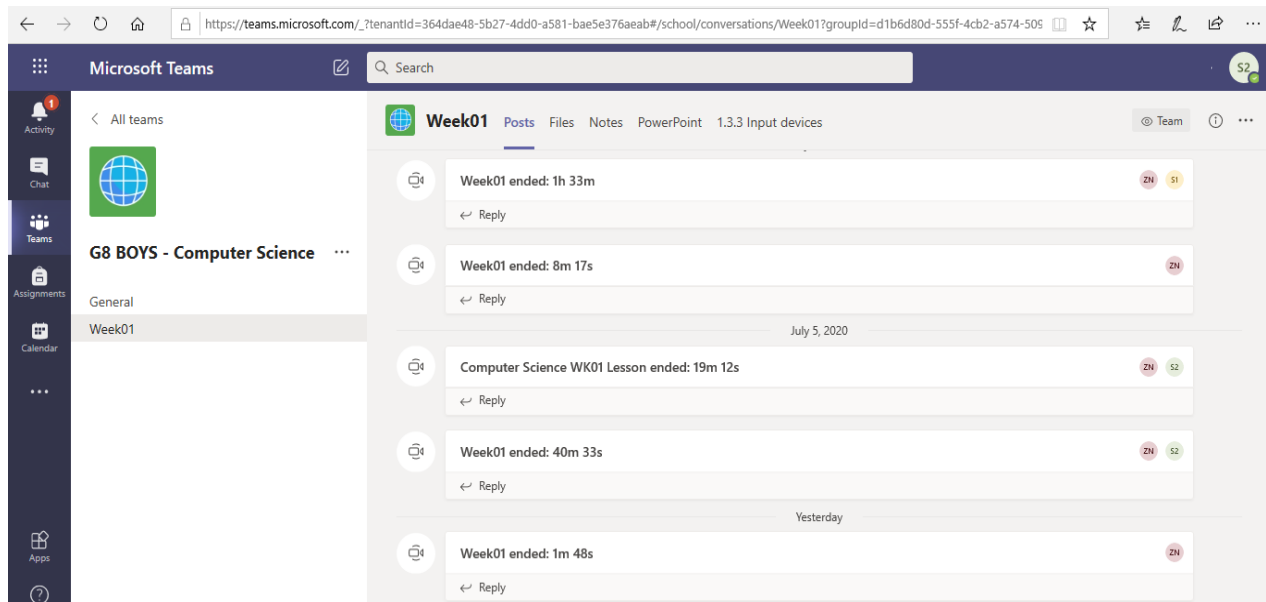 https://teams.microsoft.com/_?tenantId=364dae48-5b27-4dd0-a581-bae5e376aeab#/school/conversations/Week01?groupId=d1b6d80d-555f-4cb2-a574-509
Microsoft Teams
Search
S2
1
Activity
Chat
Teams
Assignments
Calendar
Apps
All teams
G8 BOYS - Computer Science
General
Week01
Week01 Posts Files Notes PowerPoint 1.3.3 Input devices
Team
Week01 ended: 1h 33m
ZN S1
Reply
Week01 ended: 8m 17s
ZN
Reply
July 5, 2020
Computer Science WK01 Lesson ended: 19m 12s
ZN S2
Reply
Week01 ended: 40m 33s
ZN S2
Reply
Yesterday
Week01 ended: 1m 48s
ZN
Reply